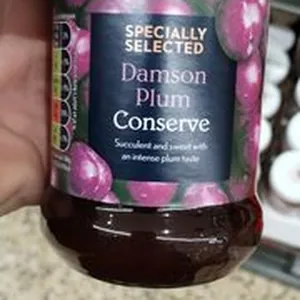 SPECIALLY
SELECTED
Damson
Plum
Conserve
Succulent and sweet with
an intense plum taste